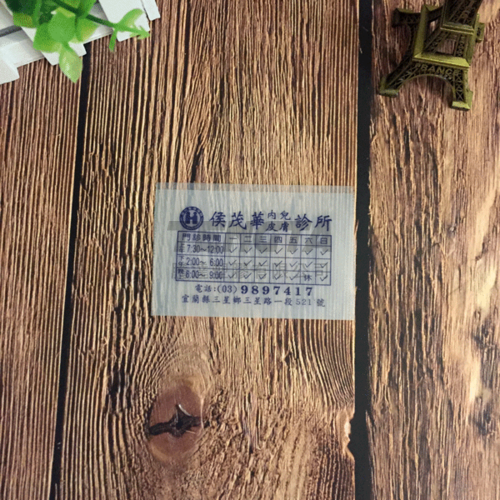 侯茂華 內兒皮膚 診所
門診時間 一 二 三 四 五 六 日
7:30~12:00 ✓ ✓ ✓ ✓ ✓ ✓
2:00~6:00 ✓ ✓ ✓ ✓ ✓ ✓
6:00~9:00 ✓ ✓ ✓ ✓ ✓ 休
電話:(03)9897417
宜蘭縣三星鄉三星路一段521號